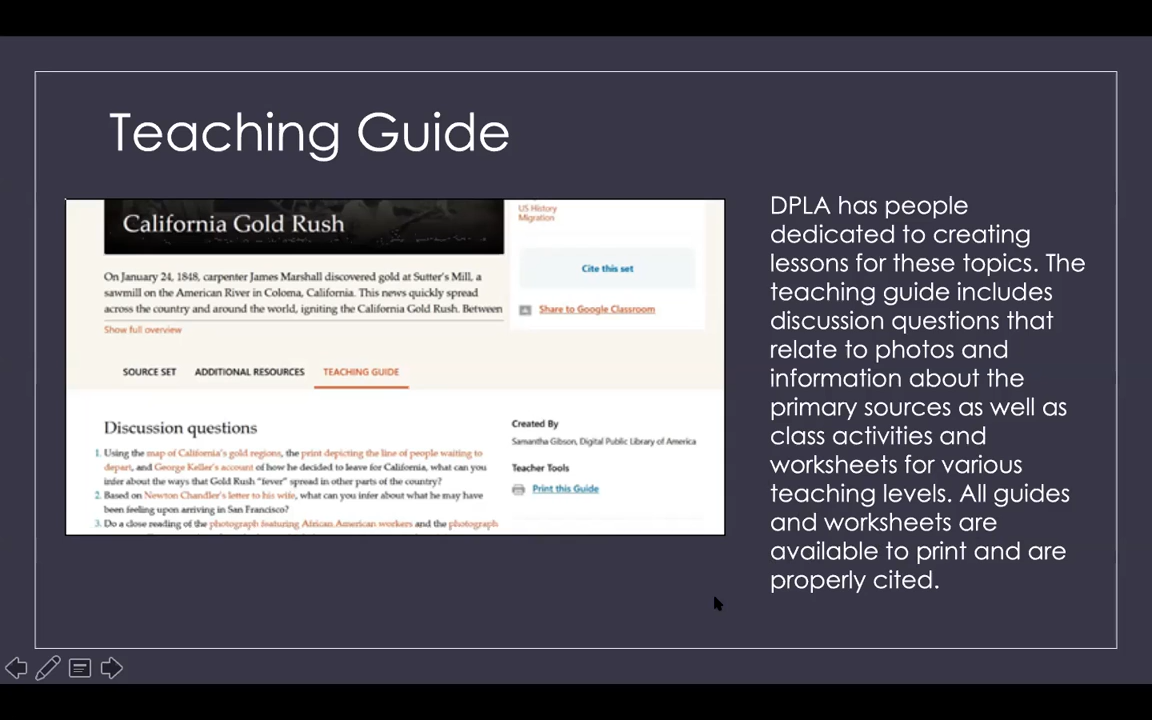 Teaching Guide
California Gold Rush
On January 24, 1848, carpenter James Marshall discovered gold at Sutter's Mill, a
sawmill on the American River in Coloma, California. This news quickly spread
across the country and around the world, igniting the California Gold Rush. Between
Show full overview
US History
Migration
Cite this set
Share to Google Classroom
SOURCE SET ADDITIONAL RESOURCES TEACHING GUIDE
Discussion questions
1. Using the map of California's gold regions, the print depicting the line of people waiting to
depart, and George Keller's account of how he decided to leave for California, what can you
infer about the ways that Gold Rush "fever" spread in other parts of the country?
2. Based on Newton Chandler's letter to his wife, what can you infer about what he may have
been feeling upon arriving in San Francisco?
3. Do a close reading of the photograph featuring African American workers and the photograph
Created By
Samantha Gibson, Digital Public Library of America
Teacher Tools
Print this Guide
DPLA has people
dedicated to creating
lessons for these topics. The
teaching guide includes
discussion questions that
relate to photos and
information about the
primary sources as well as
class activities and
worksheets for various
teaching levels. All guides
and worksheets are
available to print and are
properly cited.